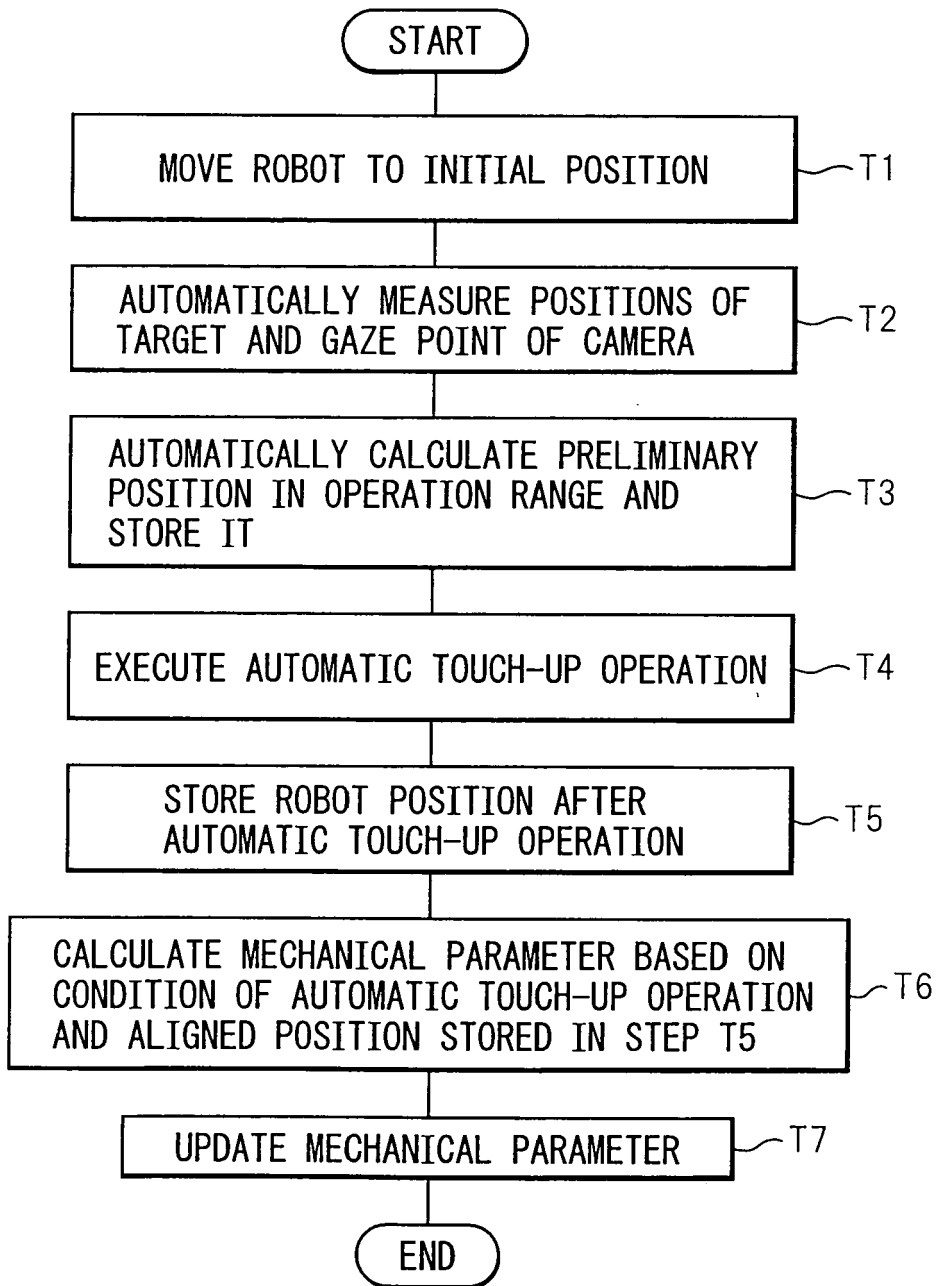 START
MOVE ROBOT TO INITIAL POSITION
T1
AUTOMATICALLY MEASURE POSITIONS OF
TARGET AND GAZE POINT OF CAMERA
T2
AUTOMATICALLY CALCULATE PRELIMINARY
POSITION IN OPERATION RANGE AND
STORE IT
T3
EXECUTE AUTOMATIC TOUCH-UP OPERATION
T4
STORE ROBOT POSITION AFTER
AUTOMATIC TOUCH-UP OPERATION
T5
CALCULATE MECHANICAL PARAMETER BASED ON
CONDITION OF AUTOMATIC TOUCH-UP OPERATION
AND ALIGNED POSITION STORED IN STEP T5
T6
UPDATE MECHANICAL PARAMETER
T7
END